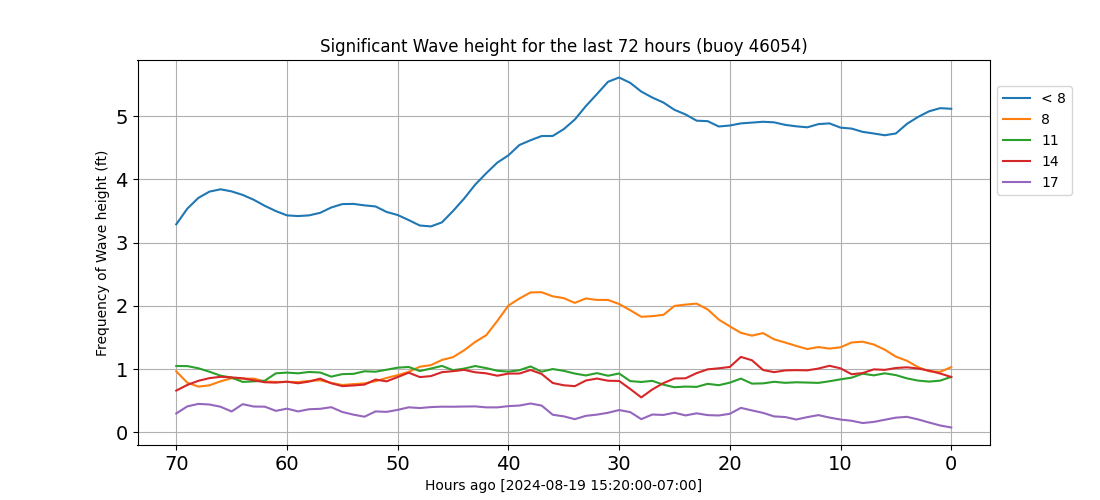 Significant Wave height for the last 72 hours (buoy 46054)
Frequency of Wave height (ft)
5
4
3
2
1
0
70 60 50 40 30 20 10 0
Hours ago [2024-08-19 15:20:00-07:00]
< 8
8
11
14
17